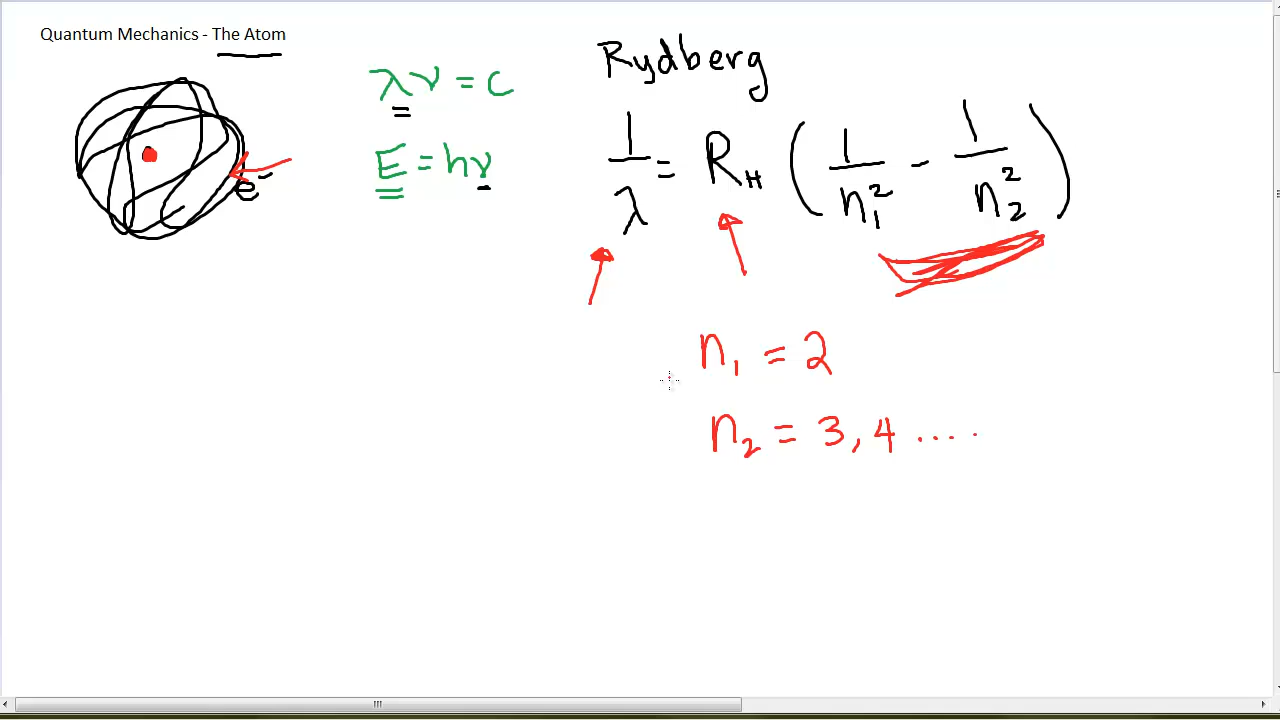 Quantum Mechanics - The Atom
e⁻
λν = c
E = hν
Rydberg
1/λ = R_H (1/n₁² - 1/n₂²)
n₁ = 2
n₂ = 3, 4 ....